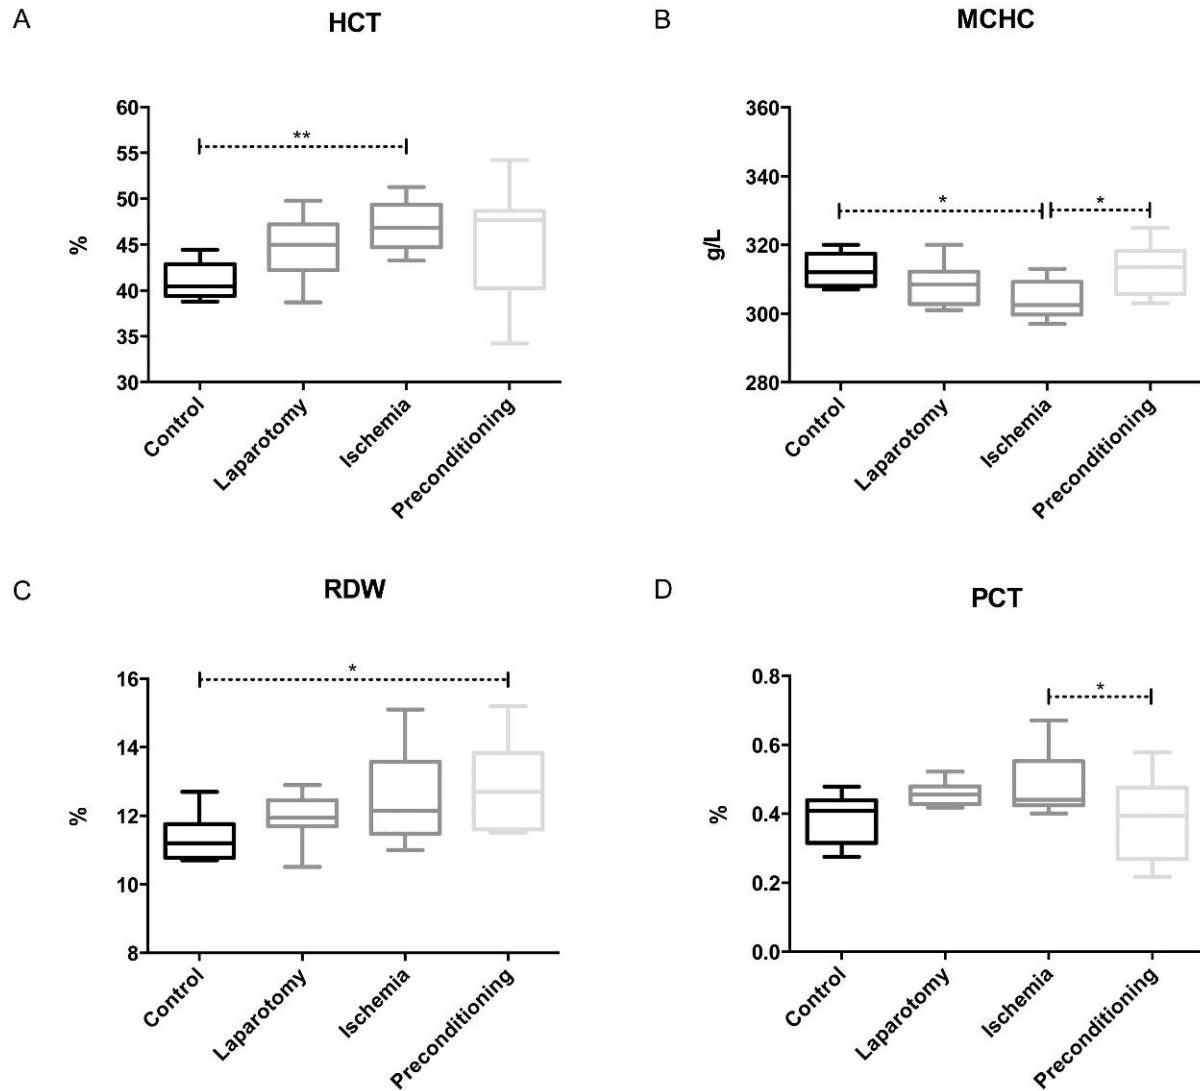 A
HCT
60
55
50
45
40
35
30
%
**
Control
Laparotomy
Ischemia
Preconditioning
B
MCHC
360
340
320
300
280
g/L
*
*
Control
Laparotomy
Ischemia
Preconditioning
C
RDW
16
14
12
10
8
%
*
Control
Laparotomy
Ischemia
Preconditioning
D
PCT
0.8
0.6
0.4
0.2
0.0
%
*
Control
Laparotomy
Ischemia
Preconditioning